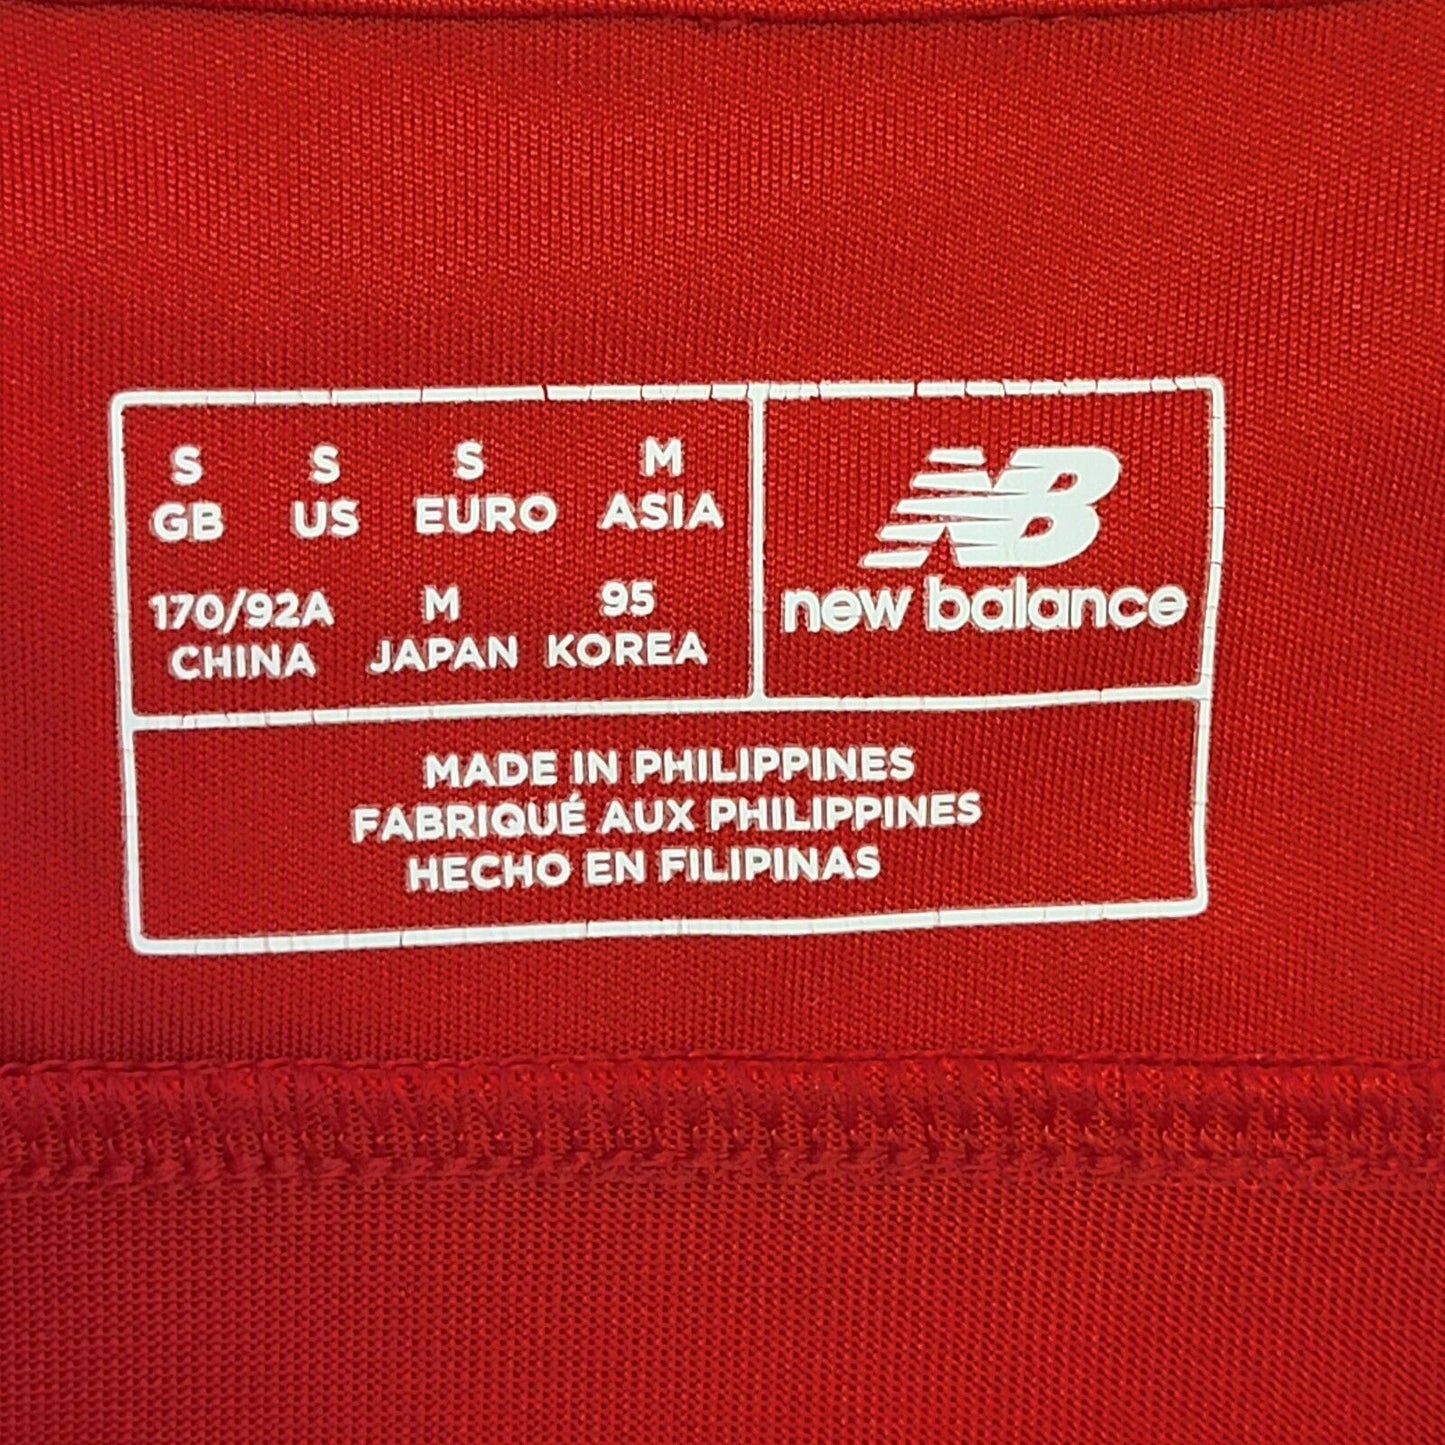 S S S M
GB US EURO ASIA
170/92A M 95
CHINA JAPAN KOREA
NB
new balance
MADE IN PHILIPPINES
FABRIQUÉ AUX PHILIPPINES
HECHO EN FILIPINAS